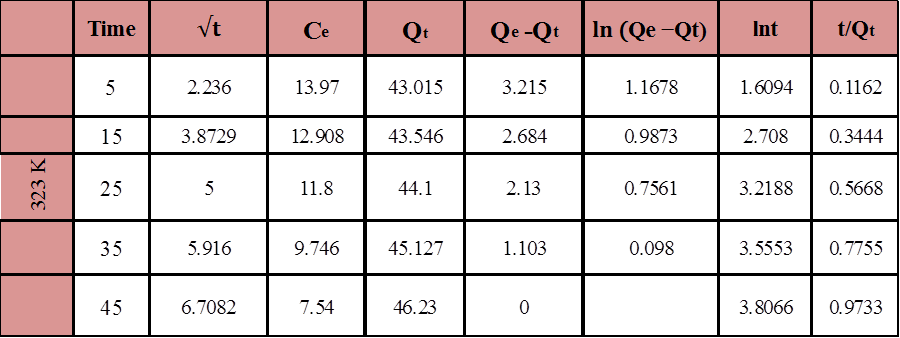 Time √t Ce Qt Qe -Qt ln (Qe −Qt) lnt t/Qt
5 2.236 13.97 43.015 3.215 1.1678 1.6094 0.1162
15 3.8729 12.908 43.546 2.684 0.9873 2.708 0.3444
323 K
25 5 11.8 44.1 2.13 0.7561 3.2188 0.5668
35 5.916 9.746 45.127 1.103 0.098 3.5553 0.7755
45 6.7082 7.54 46.23 0 3.8066 0.9733